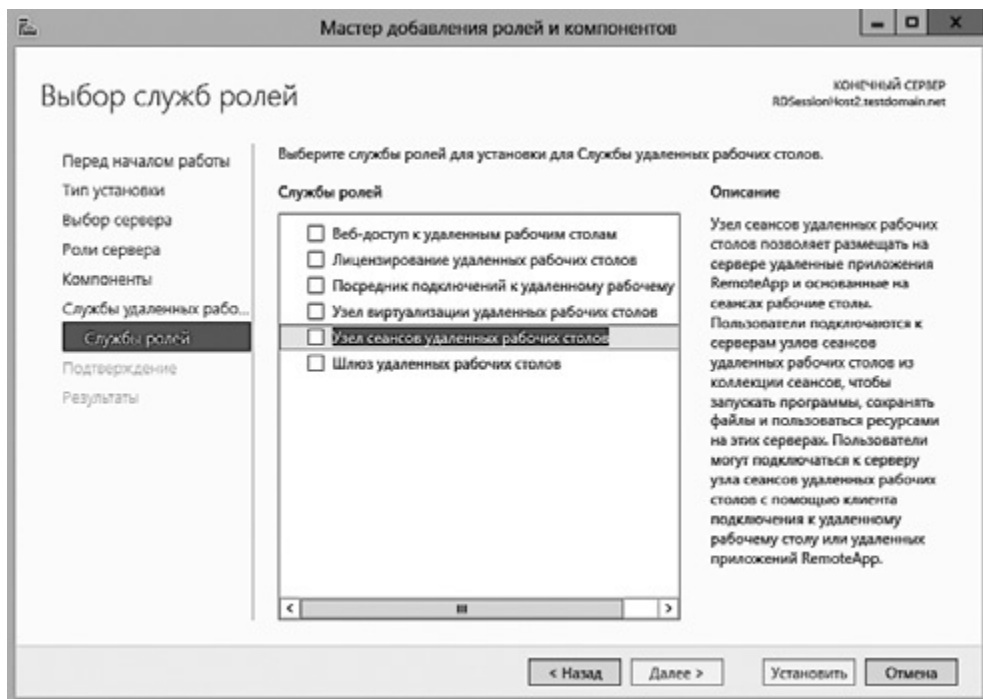 Мастер добавления ролей и компонентов
Выбор служб ролей
КОНЕЧНЫЙ СЕРВЕР
RDSessionHost2.testdomain.net
Перед началом работы
Тип установки
Выбор сервера
Роли сервера
Компоненты
Службы удаленных рабо...
Службы ролей
Подтверждение
Результаты
Выберите службы ролей для установки для Службы удаленных рабочих столов.
Службы ролей
Веб-доступ к удаленным рабочим столам
Лицензирование удаленных рабочих столов
Посредник подключений к удаленному рабочему
Узел виртуализации удаленных рабочих столов
Узел сеансов удаленных рабочих столов
Шлюз удаленных рабочих столов
Описание
Узел сеансов удаленных рабочих
столов позволяет размещать на
сервере удаленные приложения
RemoteApp и основанные на
сеансах рабочие столы.
Пользователи подключаются к
серверам узлов сеансов
удаленных рабочих столов из
коллекции сеансов, чтобы
запускать программы, сохранять
файлы и пользоваться ресурсами
на этих серверах. Пользователи
могут подключаться к серверу
узла сеансов удаленных рабочих
столов с помощью клиента
подключения к удаленному
рабочему столу или удаленных
приложений RemoteApp.
< Назад
Далее >
Установить
Отмена